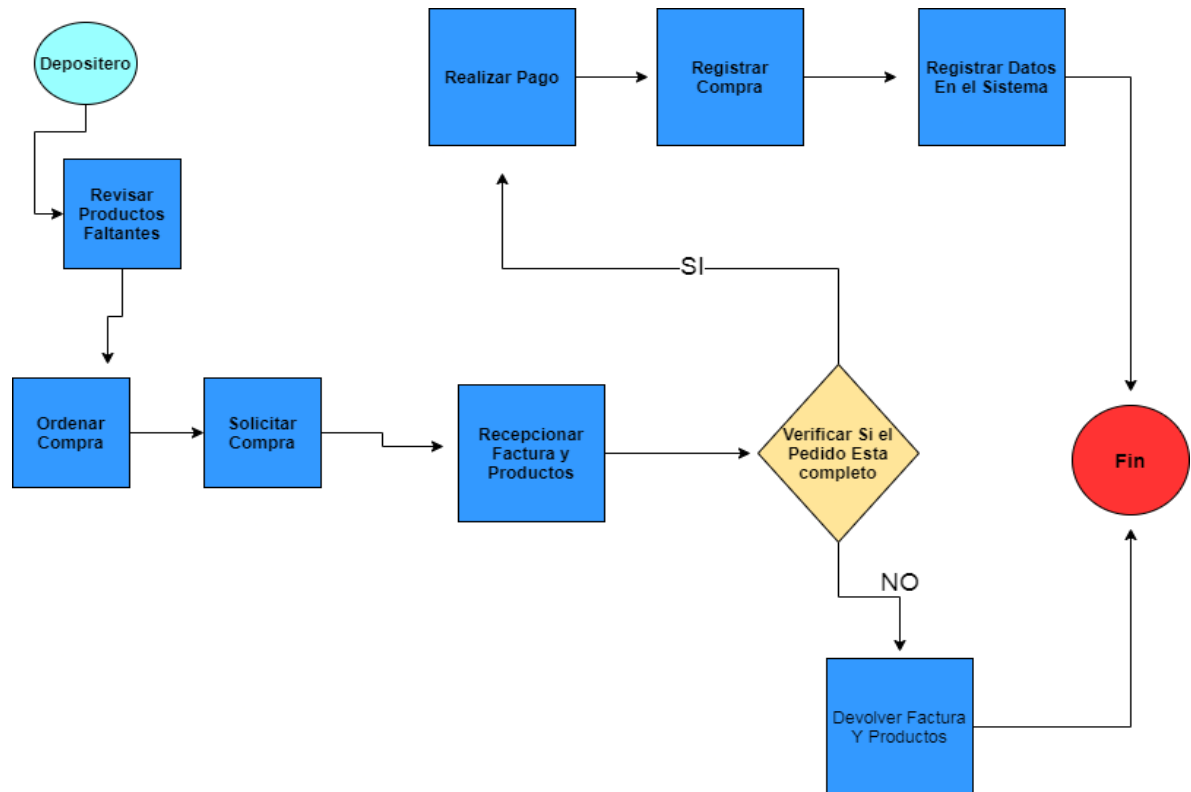 Depositero
Revisar
Productos
Faltantes
Ordenar
Compra
Solicitar
Compra
Recepcionar
Factura y
Productos
Verificar Si el
Pedido Esta
completo
SI
Realizar Pago
Registrar
Compra
Registrar Datos
En el Sistema
NO
Devolver Factura
Y Productos
Fin